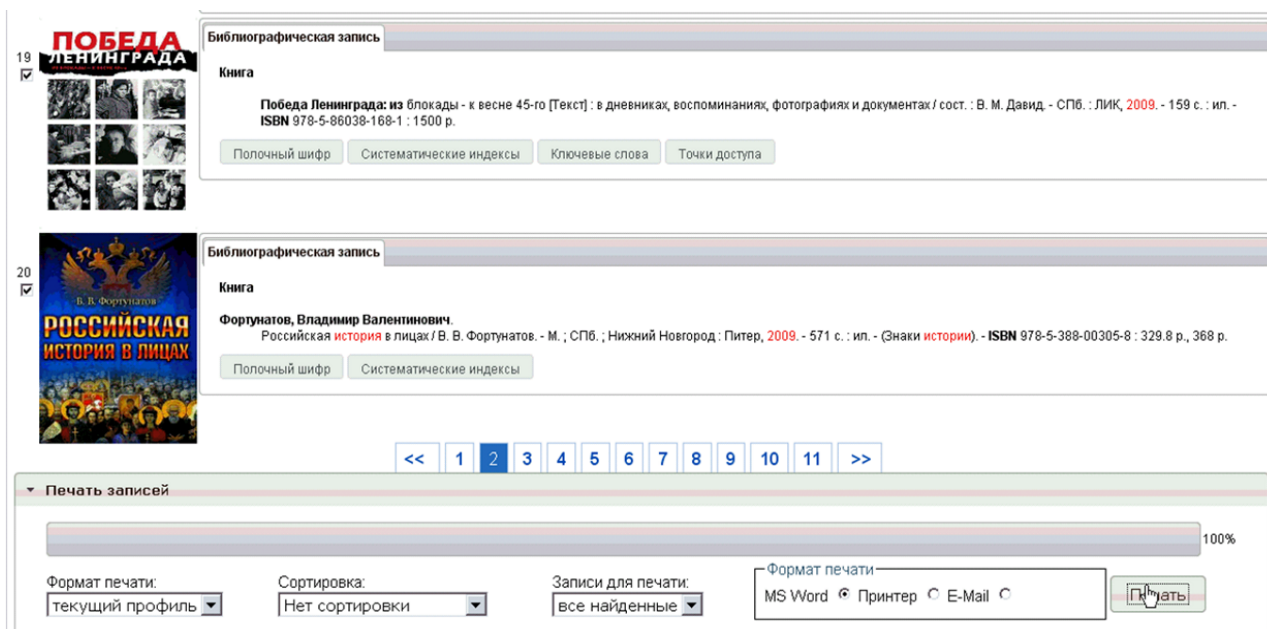 19
ПОБЕДА
ЛЕНИНГРАДА
Библиографическая запись
Книга
Победа Ленинграда: из блокады - к весне 45-го [Текст] : в дневниках, воспоминаниях, фотографиях и документах / сост. : В. М. Давид. - СПб. : ЛИК, 2009. - 159 с. : ил. -
ISBN 978-5-86038-168-1 : 1500 р.
Полочный шифр Систематические индексы Ключевые слова Точки доступа
20
В. В. Фортунатов
РОССИЙСКАЯ
ИСТОРИЯ В ЛИЦАХ
Библиографическая запись
Книга
Фортунатов, Владимир Валентинович.
Российская история в лицах / В. В. Фортунатов. - М. ; СПб. ; Нижний Новгород : Питер, 2009. - 571 с. : ил. - (Знаки истории). - ISBN 978-5-388-00305-8 : 329.8 р., 368 р.
Полочный шифр Систематические индексы
<< 1 2 3 4 5 6 7 8 9 10 11 >>
Печать записей
100%
Формат печати: Сортировка: Записи для печати: Формат печати
текущий профиль Нет сортировки все найденные MS Word Принтер E-Mail Печать